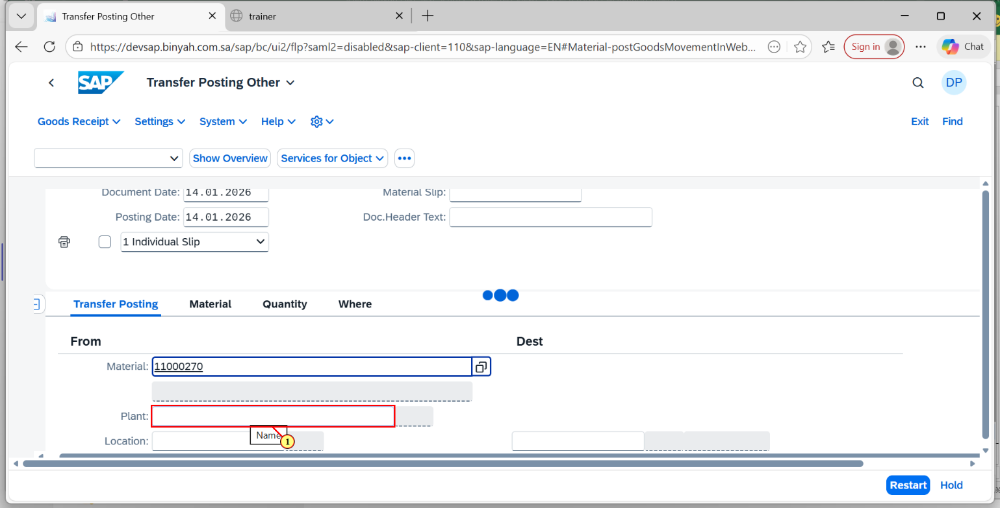 Transfer Posting Other
trainer
https://devsap.binyah.com.sa/sap/bc/ui2/flp?saml2=disabled&sap-client=110&sap-language=EN#Material-postGoodsMovementInWeb...
Sign in
Chat
SAP
Transfer Posting Other
DP
Goods Receipt
Settings
System
Help
Exit
Find
Show Overview
Services for Object
Document Date: 14.01.2026
Material Slip:
Posting Date: 14.01.2026
Doc.Header Text:
1 Individual Slip
Transfer Posting
Material
Quantity
Where
From
Dest
Material: 11000270
Plant:
Name
1
Location:
Restart
Hold